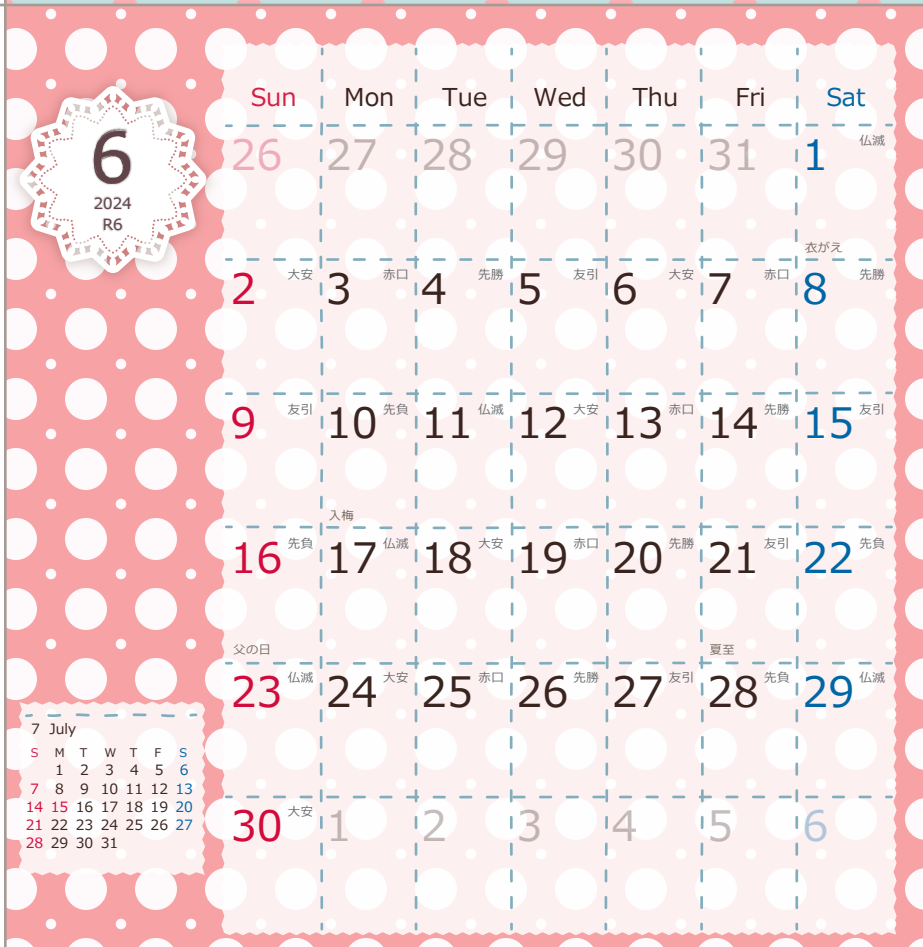 6
2024
R6
Sun Mon Tue Wed Thu Fri Sat
26 27 28 29 30 31 1 仏滅
衣がえ
2 大安 3 赤口 4 先勝 5 友引 6 大安 7 赤口 8 先勝
9 友引 10 先負 11 仏滅 12 大安 13 赤口 14 先勝 15 友引
入梅
16 先負 17 仏滅 18 大安 19 赤口 20 先勝 21 友引 22 先負
父の日 夏至
23 仏滅 24 大安 25 赤口 26 先勝 27 友引 28 先負 29 仏滅
30 大安 1 2 3 4 5 6
7 July
S M T W T F S
1 2 3 4 5 6
7 8 9 10 11 12 13
14 15 16 17 18 19 20
21 22 23 24 25 26 27
28 29 30 31